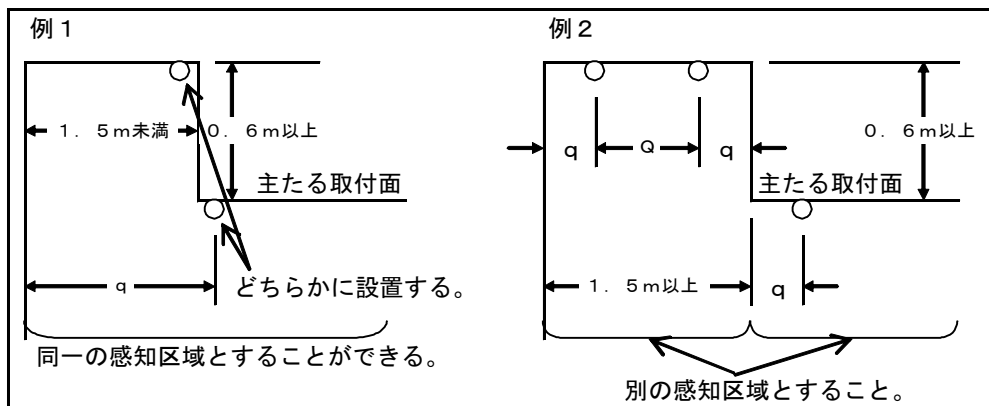 例１
１．５ｍ未満
０．６ｍ以上
主たる取付面
q
どちらかに設置する。
同一の感知区域とすることができる。
例２
q
Q
q
０．６ｍ以上
主たる取付面
１．５ｍ以上
q
別の感知区域とすること。